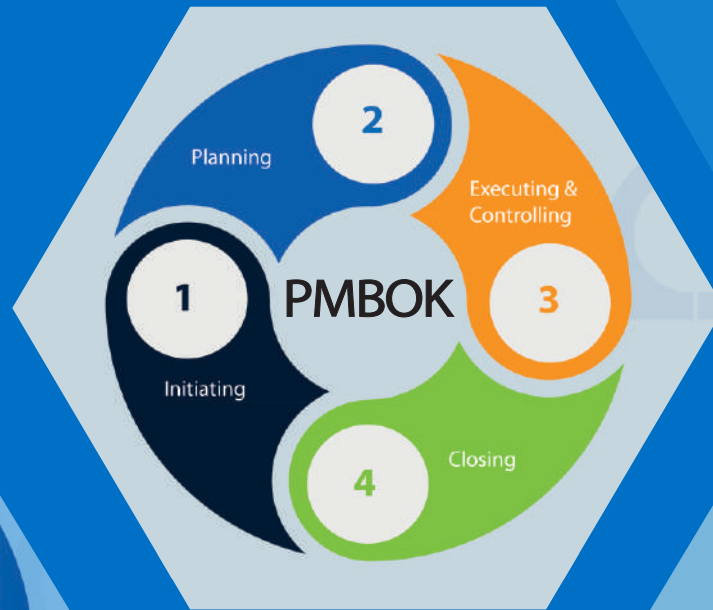 2
Planning
Executing &
Controlling
1
PMBOK
3
Initiating
Closing
4